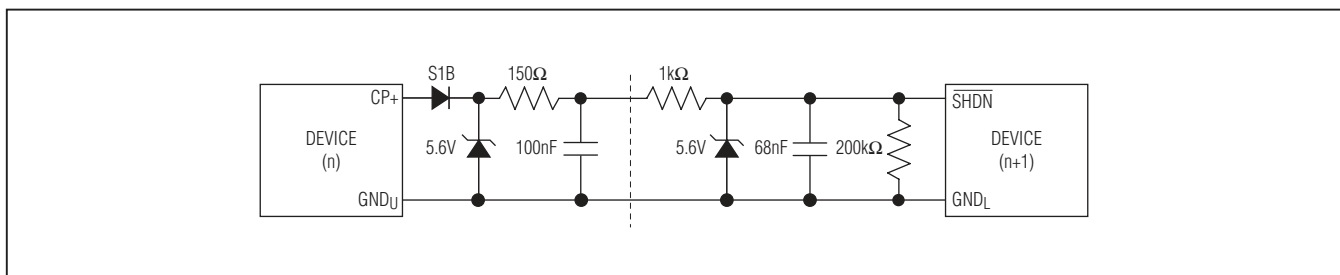 S1B
150Ω
1kΩ
CP+
SHDN
DEVICE
(n)
5.6V
100nF
5.6V
68nF
200kΩ
DEVICE
(n+1)
GNDU
GNDL